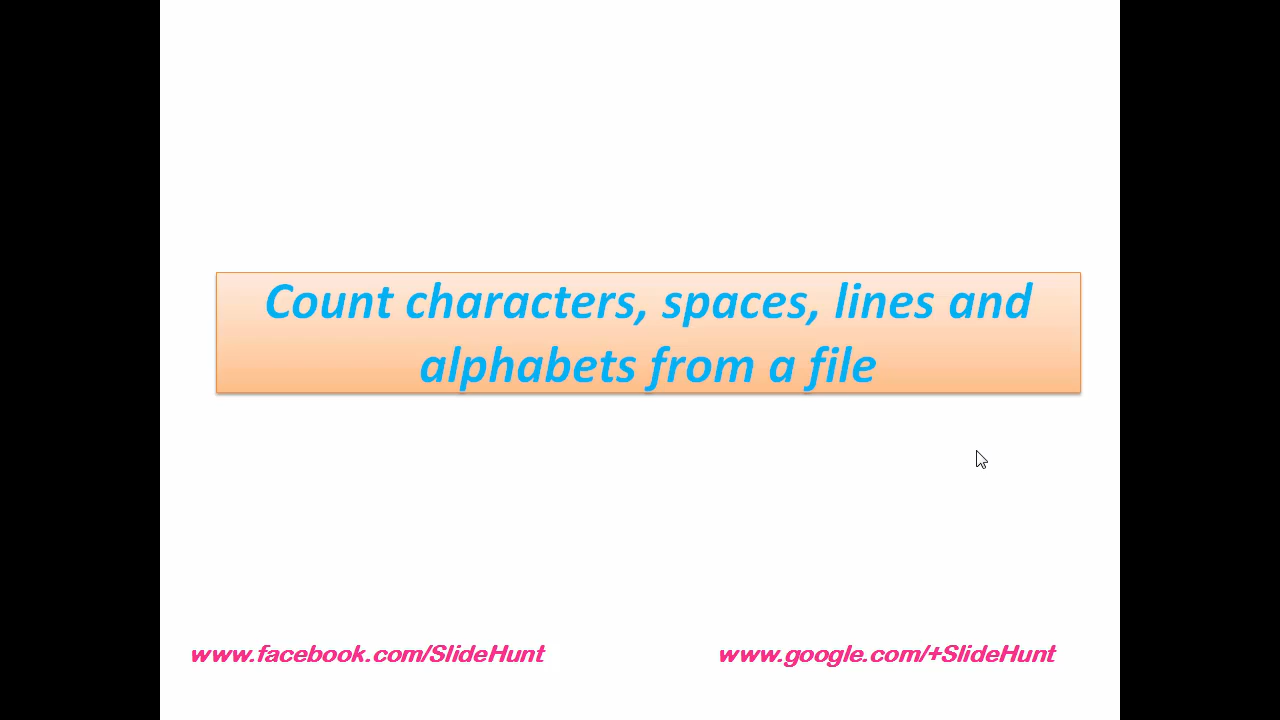 Count characters, spaces, lines and
alphabets from a file
www.facebook.com/SlideHunt
www.google.com/+SlideHunt